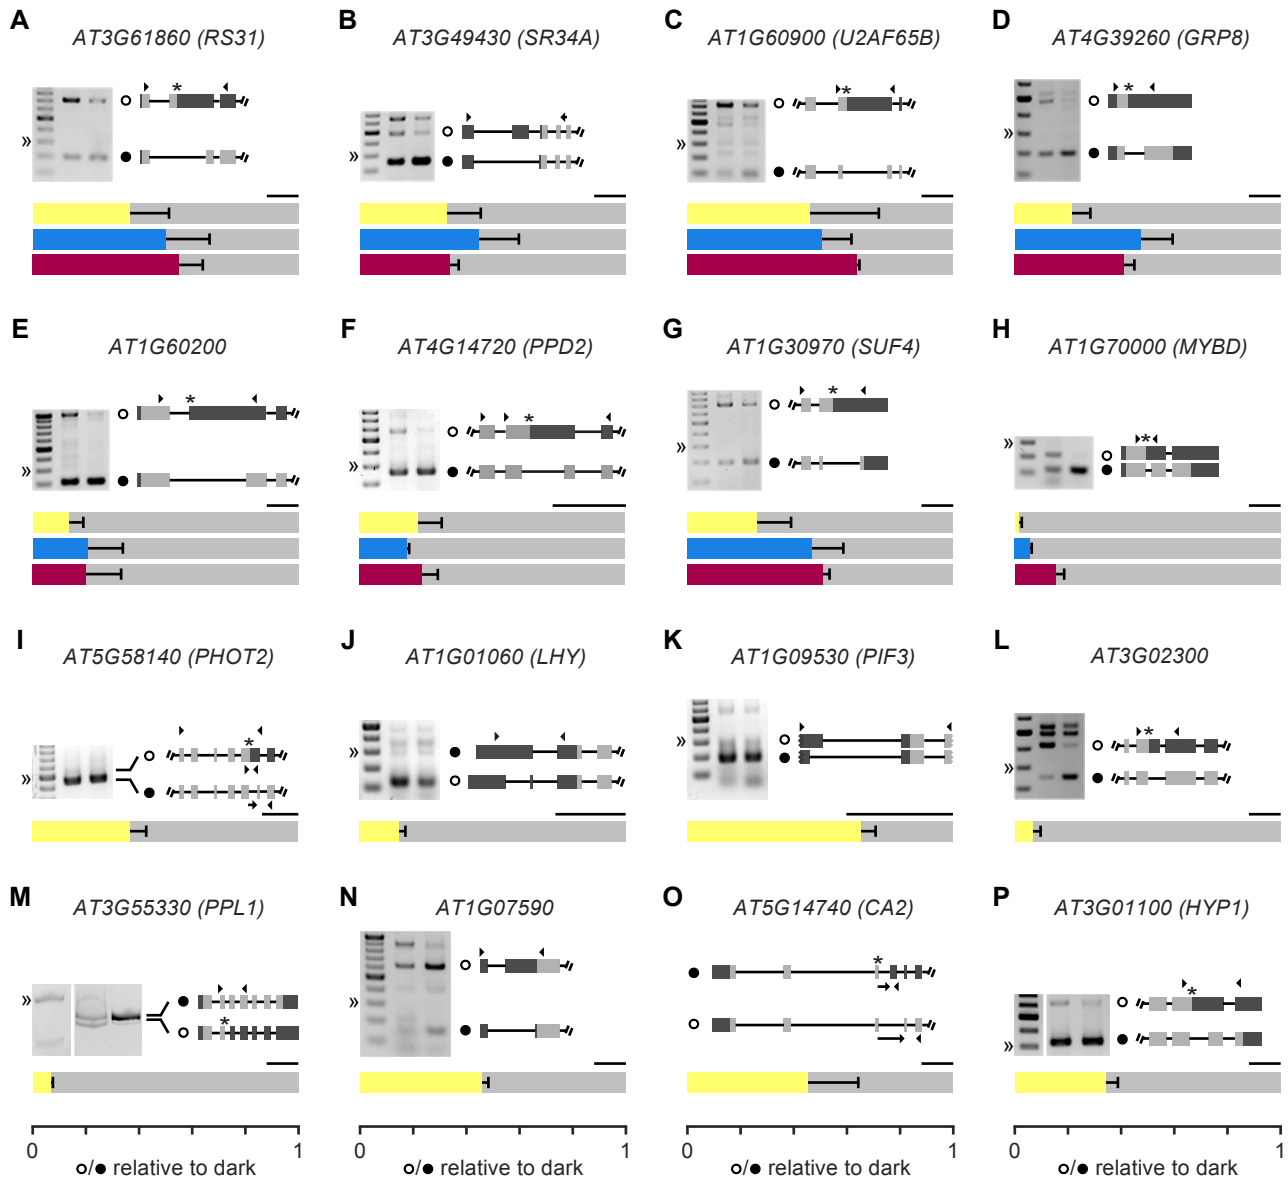 A AT3G61860 (RS31)
B AT3G49430 (SR34A)
C AT1G60900 (U2AF65B)
D AT4G39260 (GRP8)
* * *
» » » »
E AT1G60200
F AT4G14720 (PPD2)
G AT1G30970 (SUF4)
H AT1G70000 (MYBD)
* * * *
» » » »
I AT5G58140 (PHOT2)
J AT1G01060 (LHY)
K AT1G09530 (PIF3)
L AT3G02300
* *
» » » »
M AT3G55330 (PPL1)
N AT1G07590
O AT5G14740 (CA2)
P AT3G01100 (HYP1)
* * *
» » »
0 1 0 1 0 1 0 1
○/● relative to dark
○/● relative to dark
○/● relative to dark
○/● relative to dark